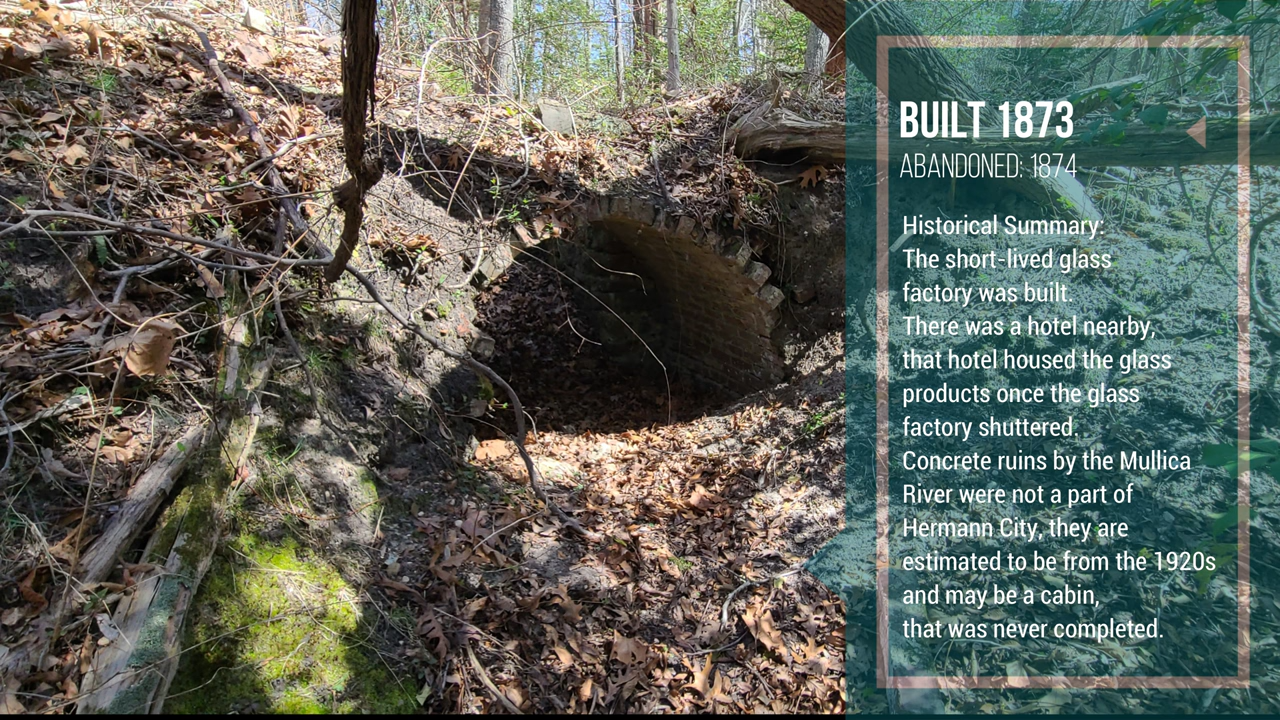 BUILT 1873
ABANDONED: 1874
Historical Summary:
The short-lived glass
factory was built.
There was a hotel nearby,
that hotel housed the glass
products once the glass
factory shuttered.
Concrete ruins by the Mullica
River were not a part of
Hermann City, they are
estimated to be from the 1920s
and may be a cabin,
that was never completed.